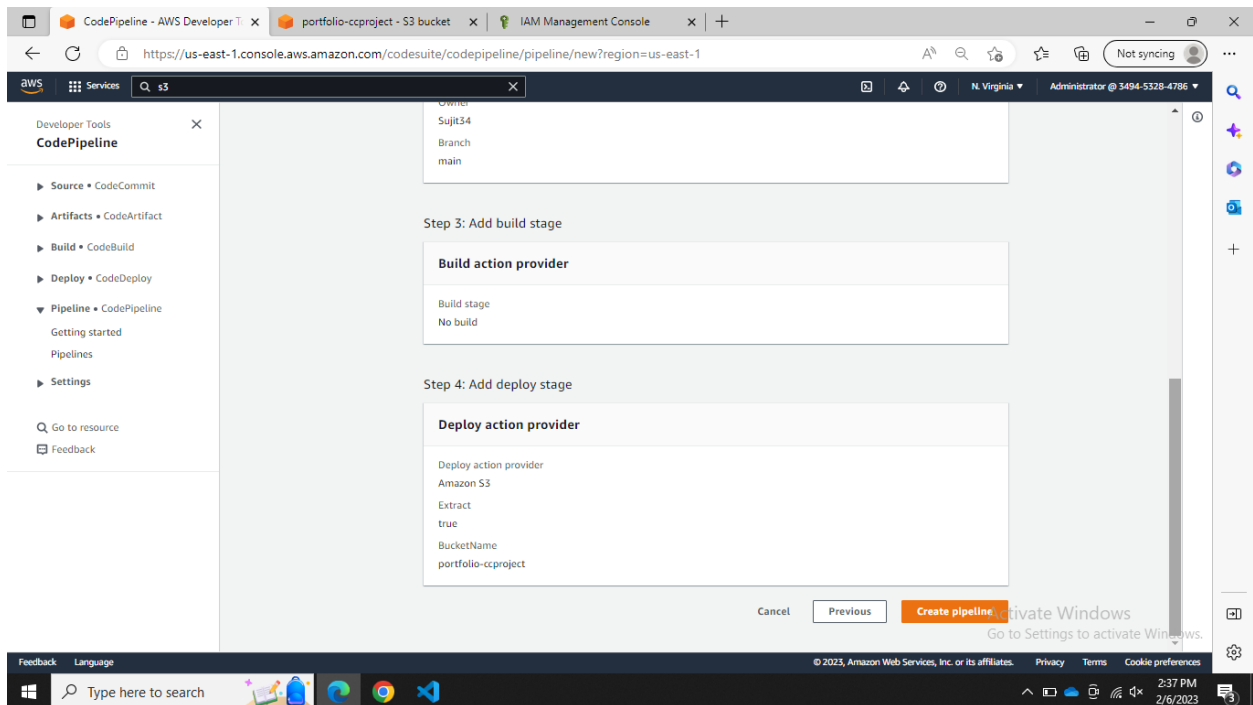 CodePipeline - AWS Developer T
portfolio-ccproject - S3 bucket
IAM Management Console
https://us-east-1.console.aws.amazon.com/codesuite/codepipeline/pipeline/new?region=us-east-1
Not syncing
aws
Services
s3
N. Virginia
Administrator @ 3494-5328-4786
Developer Tools
CodePipeline
Source • CodeCommit
Artifacts • CodeArtifact
Build • CodeBuild
Deploy • CodeDeploy
Pipeline • CodePipeline
Getting started
Pipelines
Settings
Go to resource
Feedback
Owner
Sujit34
Branch
main
Step 3: Add build stage
Build action provider
Build stage
No build
Step 4: Add deploy stage
Deploy action provider
Deploy action provider
Amazon S3
Extract
true
BucketName
portfolio-ccproject
Cancel
Previous
Create pipeline
Activate Windows
Go to Settings to activate Windows.
Feedback
Language
© 2023, Amazon Web Services, Inc. or its affiliates.
Privacy
Terms
Cookie preferences
Type here to search
2:37 PM
2/6/2023
3